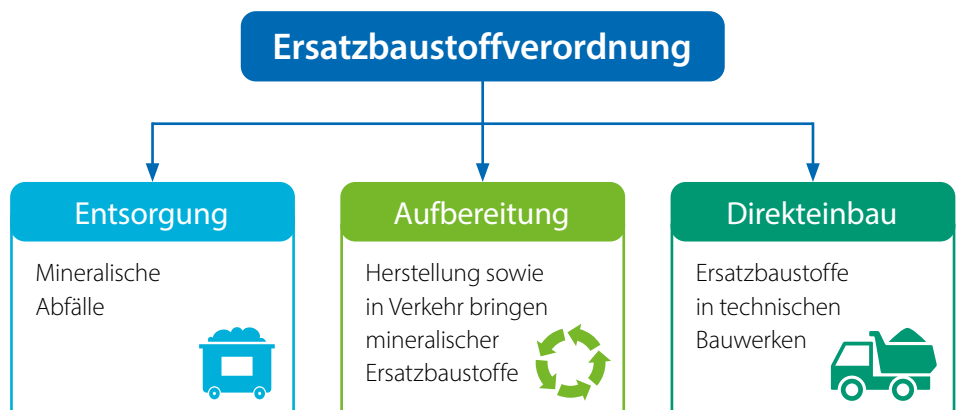 Ersatzbaustoffverordnung
Entsorgung
Mineralische
Abfälle
Aufbereitung
Herstellung sowie
in Verkehr bringen
mineralischer
Ersatzbaustoffe
Direkteinbau
Ersatzbaustoffe
in technischen
Bauwerken